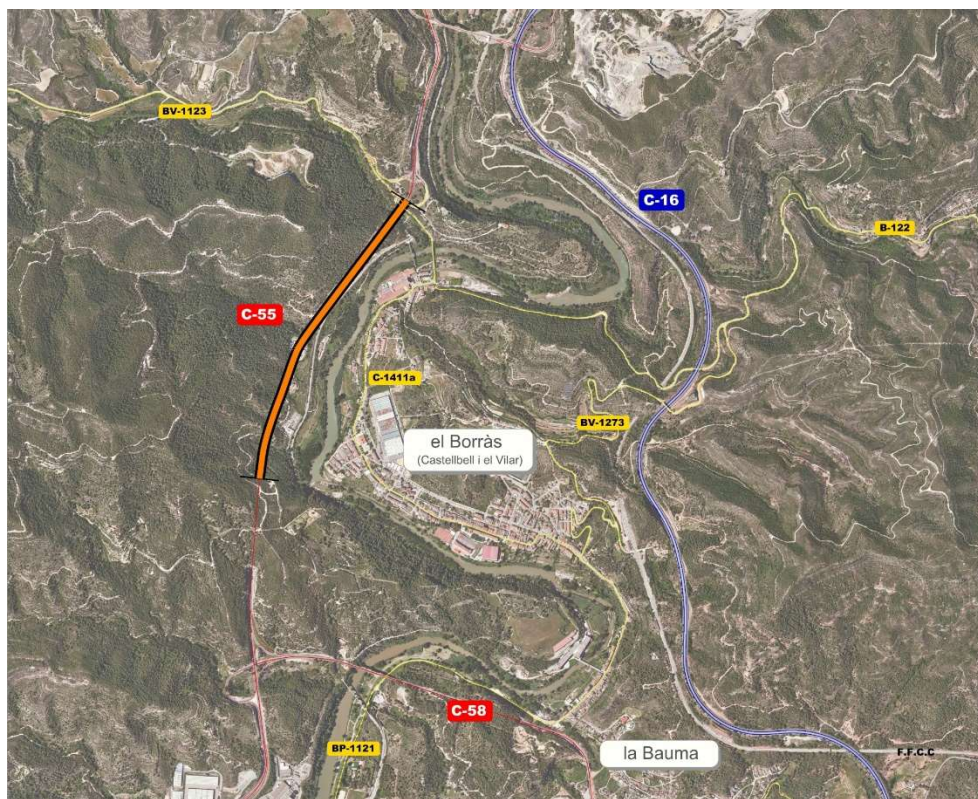 BV-1123
C-16
B-122
C-55
C-1411a
BV-1273
el Borràs
(Castellbell i el Vilar)
C-58
BP-1121
la Bauma
F.F.C.C